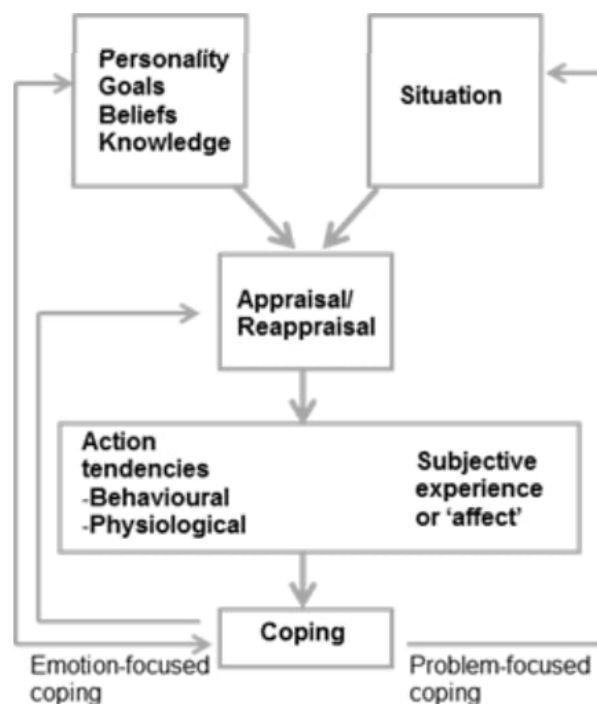 Personality
Goals
Beliefs
Knowledge
Situation
Appraisal/
Reappraisal
Action
tendencies
-Behavioural
-Physiological
Subjective
experience
or ‘affect’
Coping
Emotion-focused
coping
Problem-focused
coping